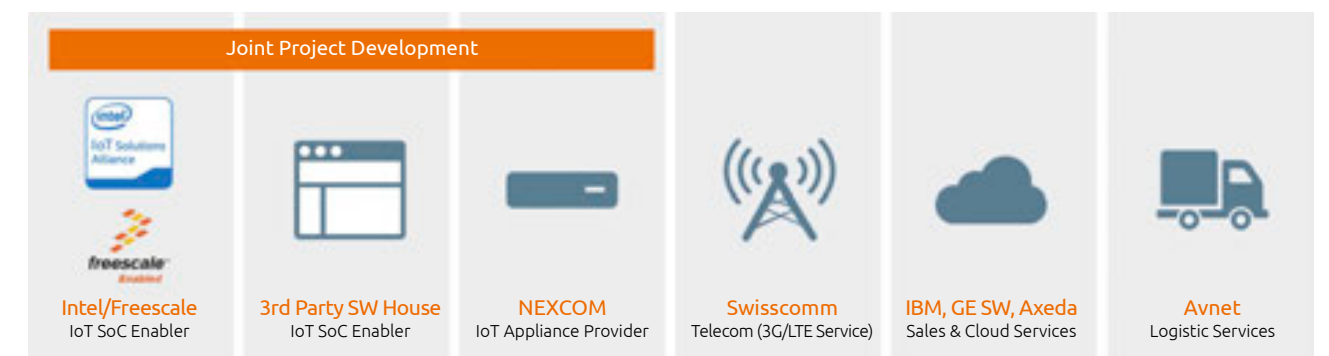 Joint Project Development
intel
IoT Solutions
Alliance
freescale
Enabled
Intel/Freescale
IoT SoC Enabler
3rd Party SW House
IoT SoC Enabler
NEXCOM
IoT Appliance Provider
Swisscomm
Telecom (3G/LTE Service)
IBM, GE SW, Axeda
Sales & Cloud Services
Avnet
Logistic Services